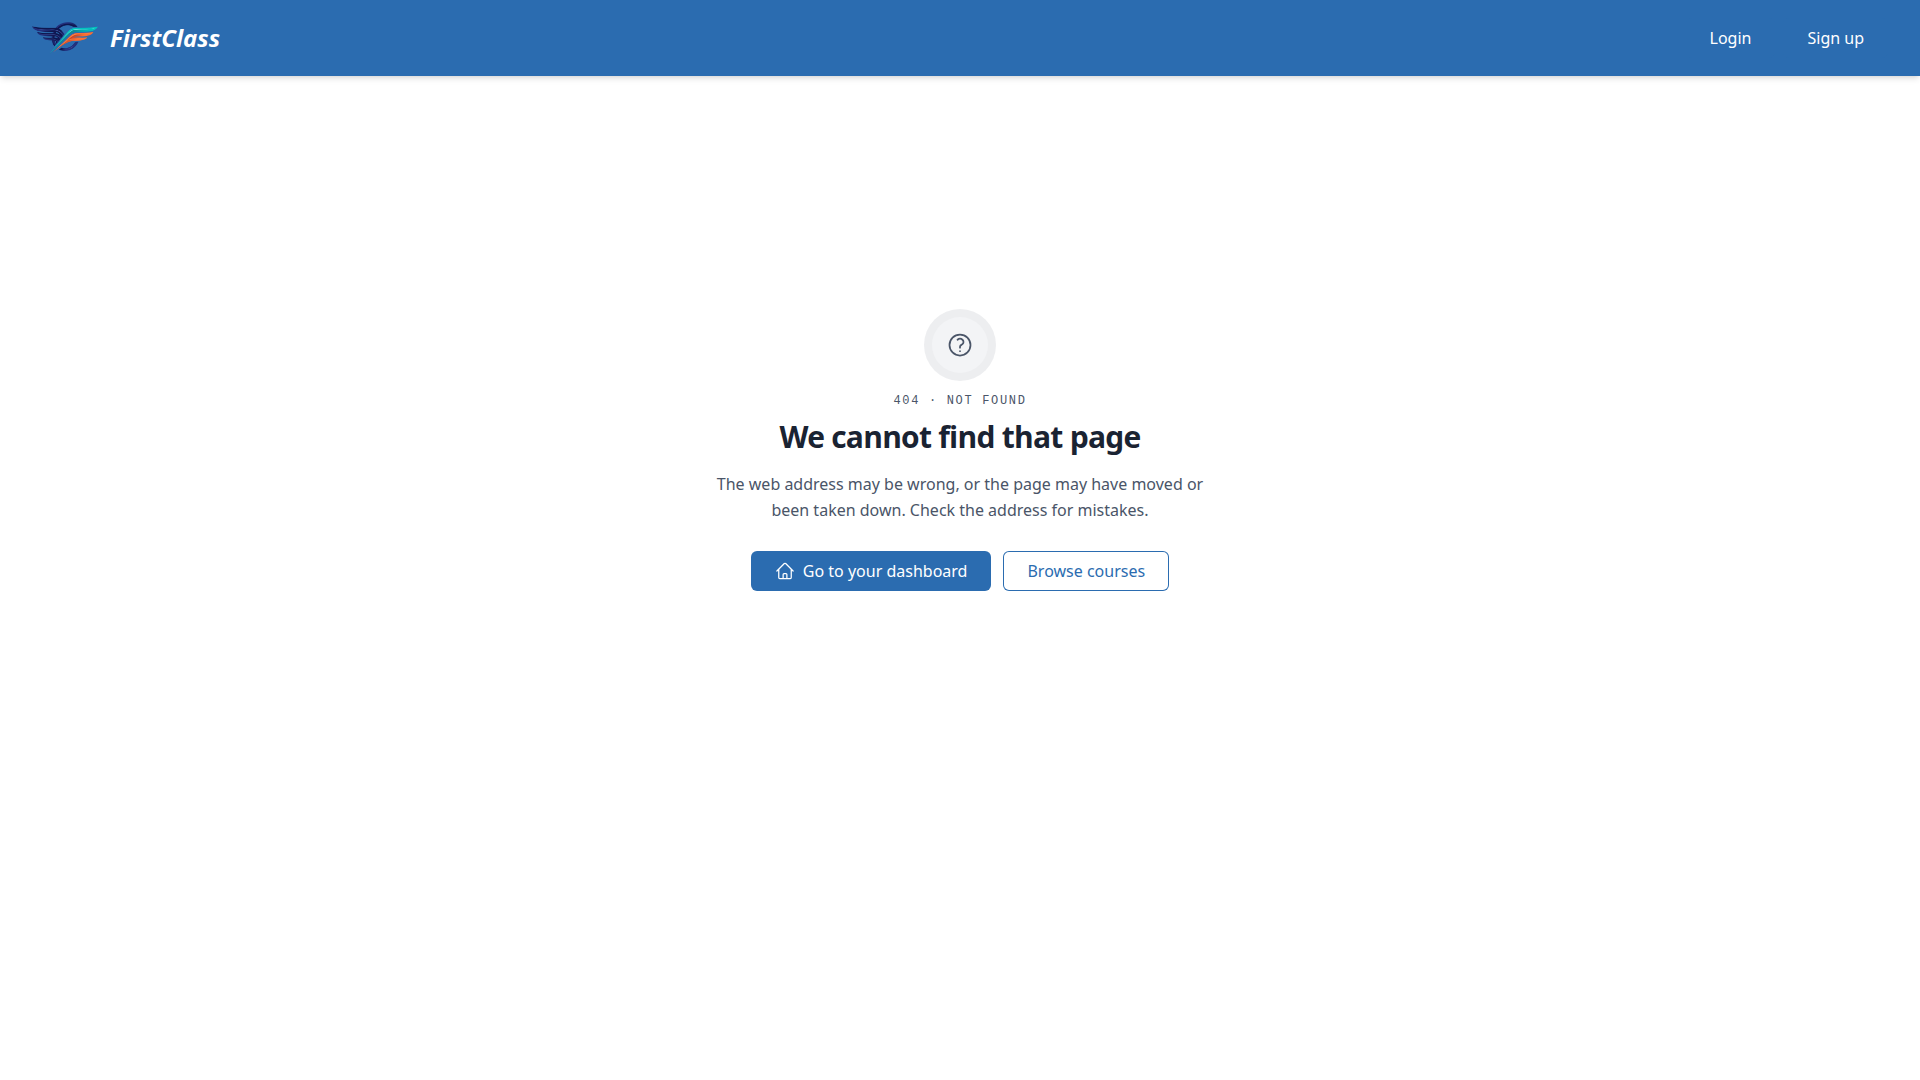 FirstClass
Login
Sign up
404 · NOT FOUND
We cannot find that page
The web address may be wrong, or the page may have moved or
been taken down. Check the address for mistakes.
Go to your dashboard
Browse courses